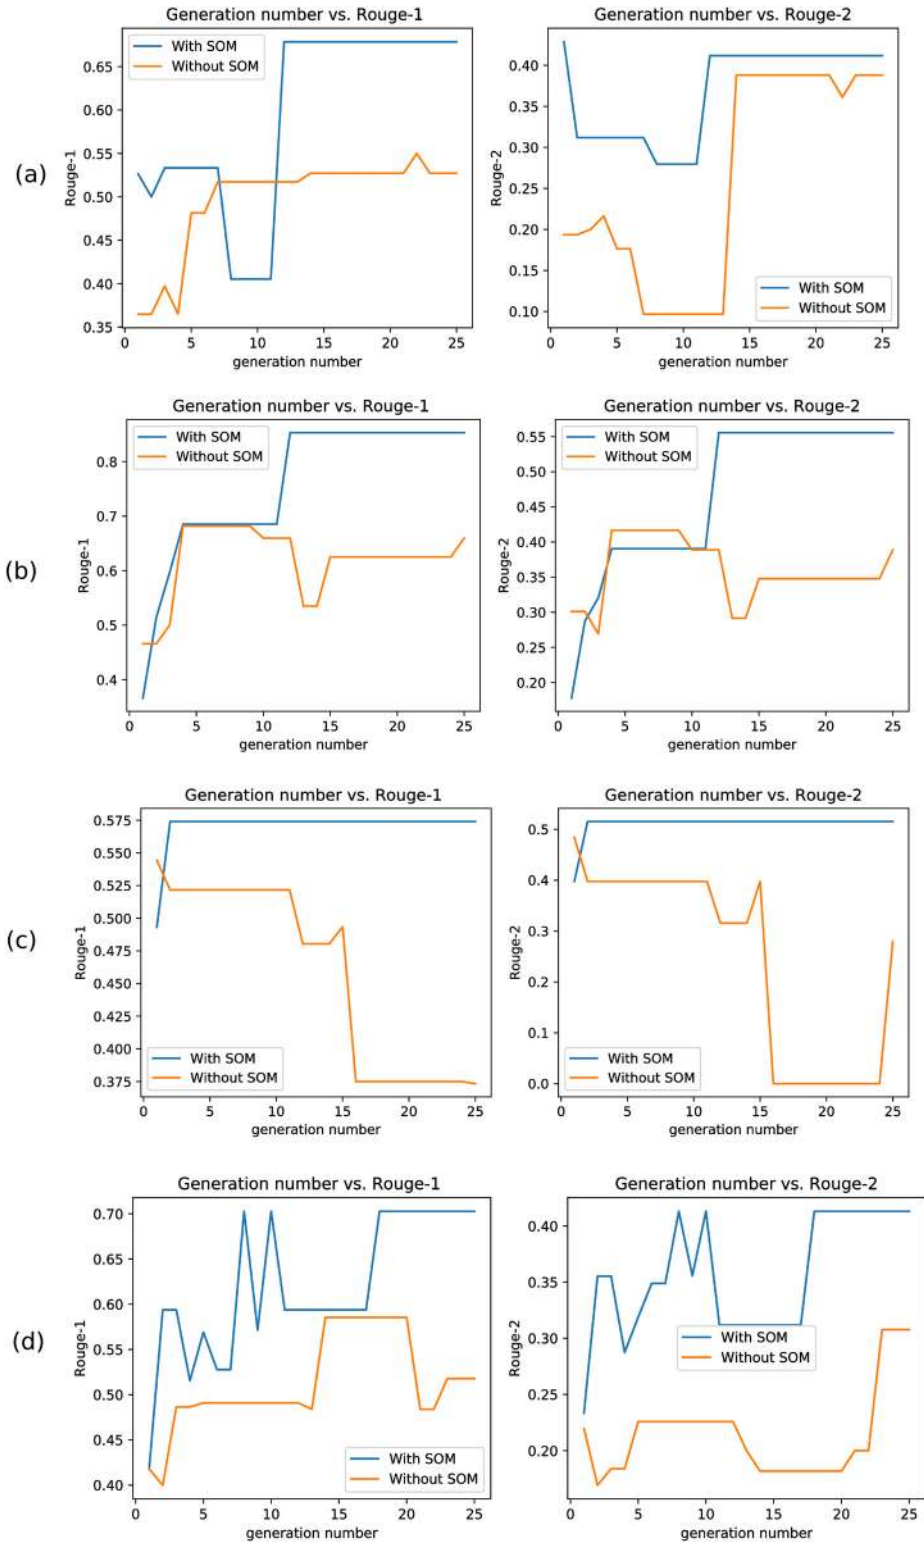 Generation number vs. Rouge-1
With SOM
Without SOM
0.65
0.60
0.55
0.50
0.45
0.40
0.35
Rouge-1
0 5 10 15 20 25
generation number
Generation number vs. Rouge-2
0.40
0.35
0.30
0.25
0.20
0.15
0.10
Rouge-2
With SOM
Without SOM
0 5 10 15 20 25
generation number
(a)
Generation number vs. Rouge-1
With SOM
Without SOM
0.8
0.7
0.6
0.5
0.4
Rouge-1
0 5 10 15 20 25
generation number
Generation number vs. Rouge-2
With SOM
Without SOM
0.55
0.50
0.45
0.40
0.35
0.30
0.25
0.20
Rouge-2
0 5 10 15 20 25
generation number
(b)
Generation number vs. Rouge-1
0.575
0.550
0.525
0.500
0.475
0.450
0.425
0.400
0.375
Rouge-1
With SOM
Without SOM
0 5 10 15 20 25
generation number
Generation number vs. Rouge-2
0.5
0.4
0.3
0.2
0.1
0.0
Rouge-2
With SOM
Without SOM
0 5 10 15 20 25
generation number
(c)
Generation number vs. Rouge-1
0.70
0.65
0.60
0.55
0.50
0.45
0.40
Rouge-1
With SOM
Without SOM
0 5 10 15 20 25
generation number
Generation number vs. Rouge-2
0.40
0.35
0.30
0.25
0.20
Rouge-2
With SOM
Without SOM
0 5 10 15 20 25
generation number
(d)